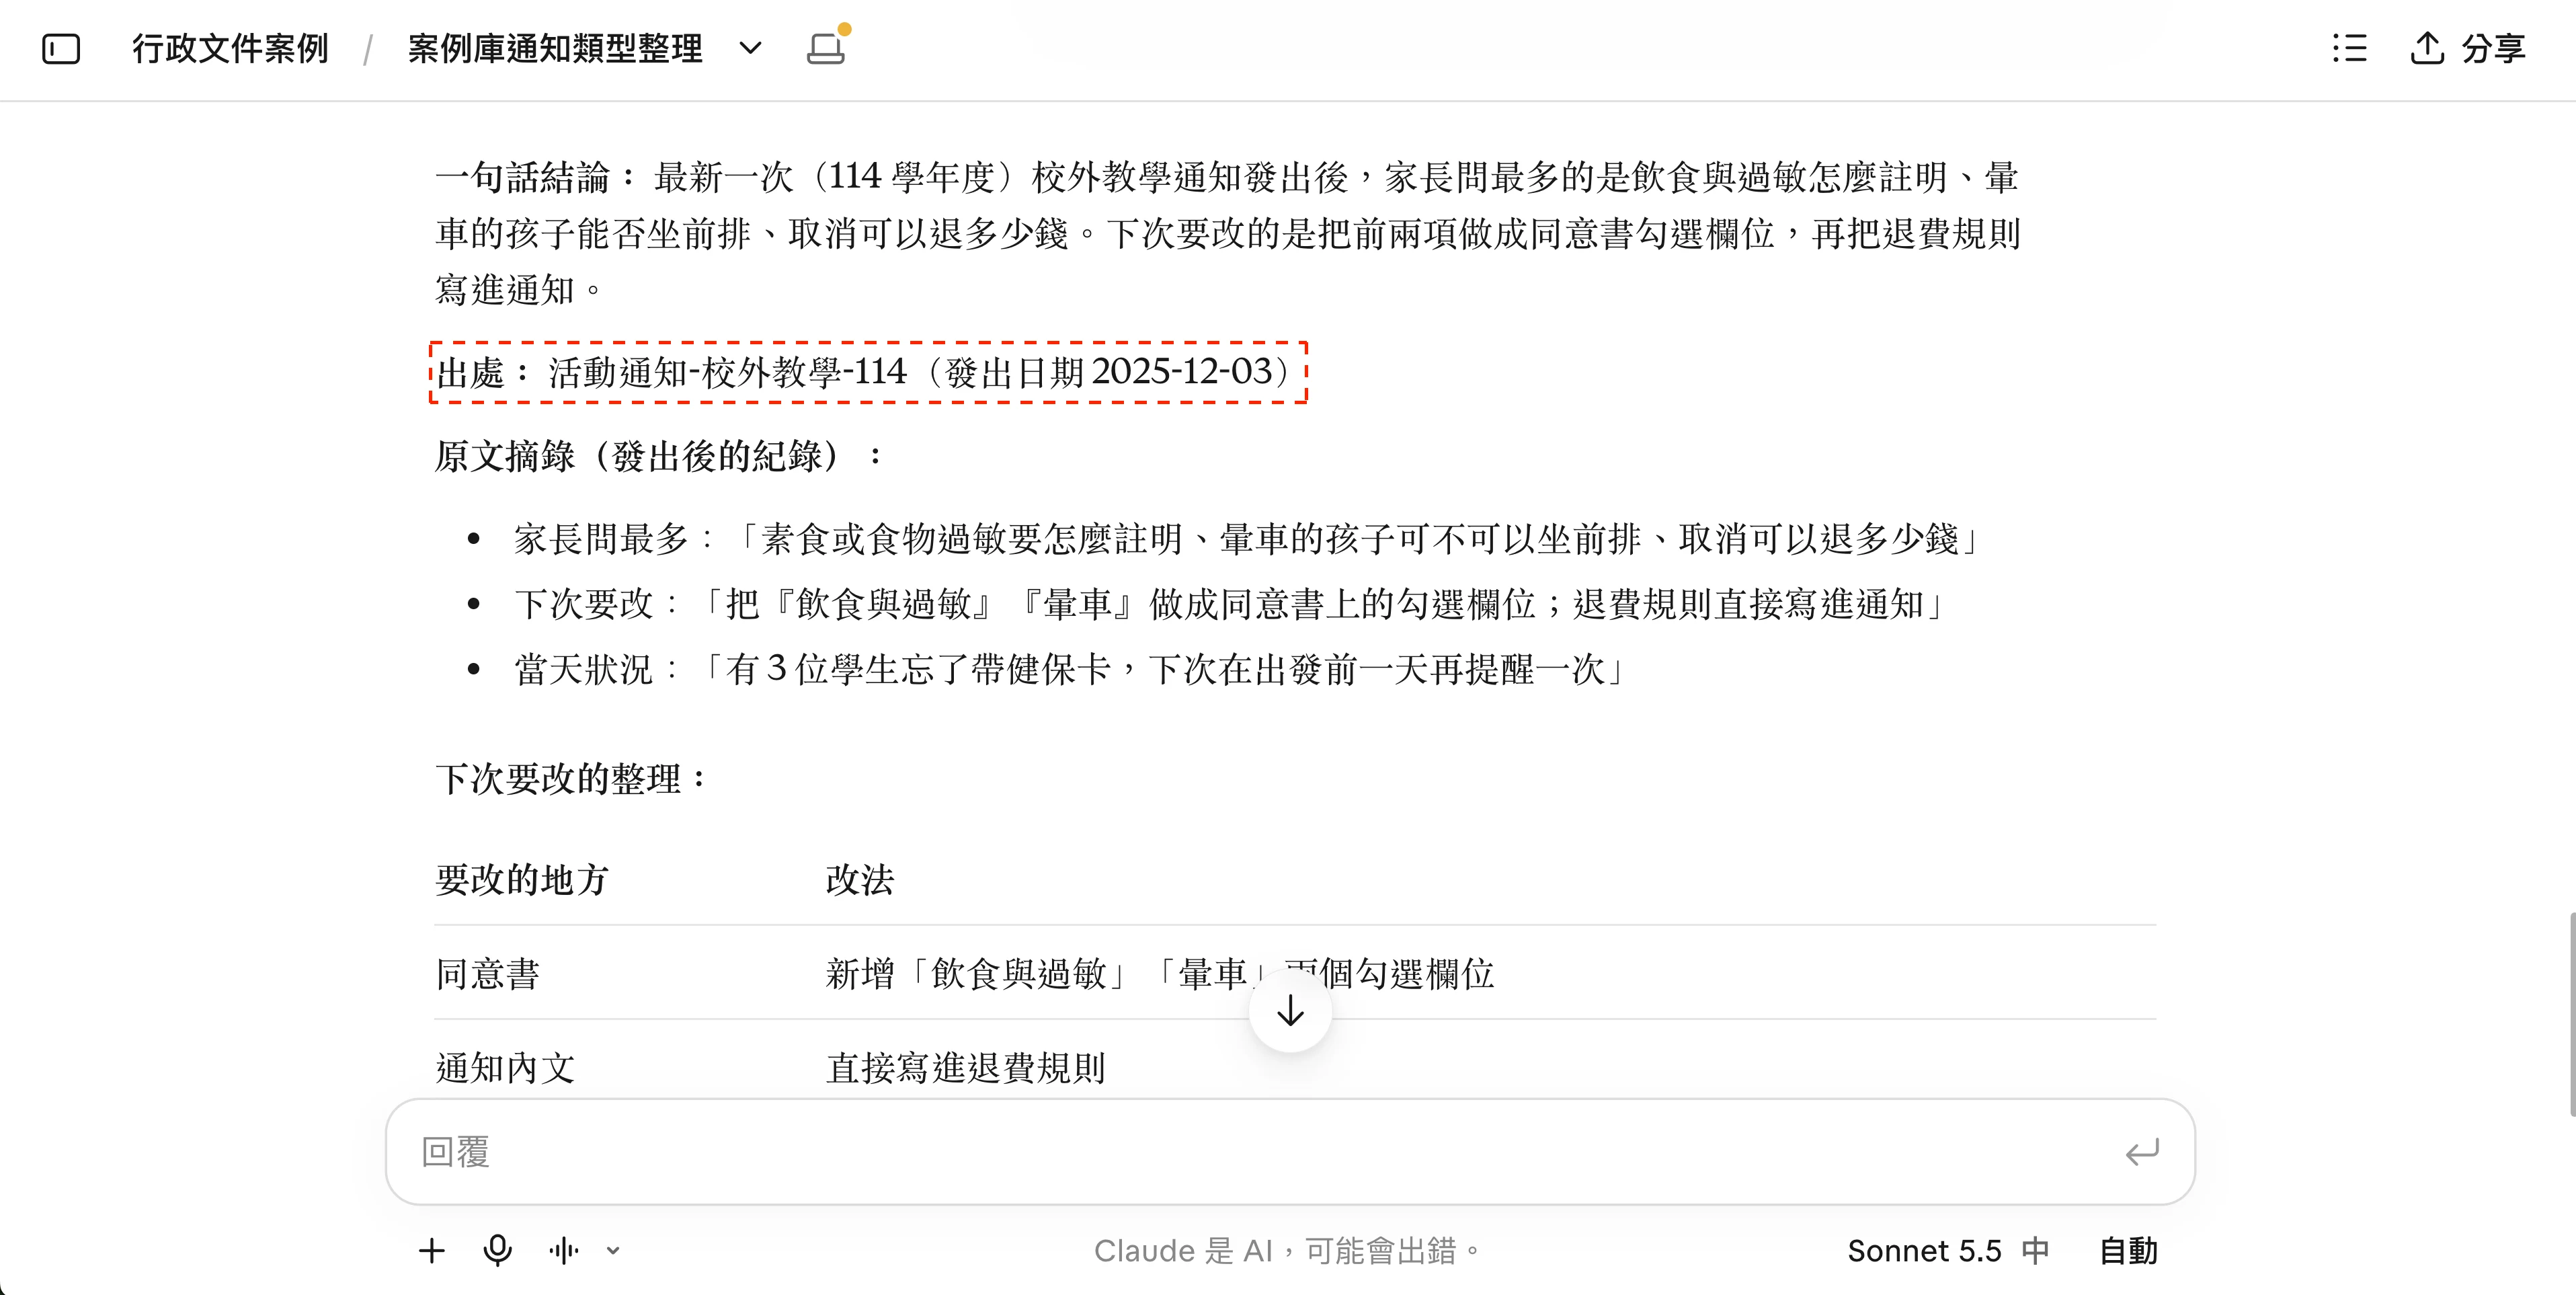 行政文件案例 / 案例庫通知類型整理
分享
一句話結論：最新一次（114 學年度）校外教學通知發出後，家長問最多的是飲食與過敏怎麼註明、暈
車的孩子能否坐前排、取消可以退多少錢。下次要改的是把前兩項做成同意書勾選欄位，再把退費規則
寫進通知。
出處：活動通知-校外教學-114（發出日期 2025-12-03）
原文摘錄（發出後的紀錄）：
• 家長問最多：「素食或食物過敏要怎麼註明、暈車的孩子可不可以坐前排、取消可以退多少錢」
• 下次要改：「把『飲食與過敏』『暈車』做成同意書上的勾選欄位；退費規則直接寫進通知」
• 當天狀況：「有 3 位學生忘了帶健保卡，下次在出發前一天再提醒一次」
下次要改的整理：
要改的地方 改法
同意書 新增「飲食與過敏」「暈車」兩個勾選欄位
通知內文 直接寫進退費規則
回覆
Claude 是 AI，可能會出錯。
Sonnet 5.5 中 自動